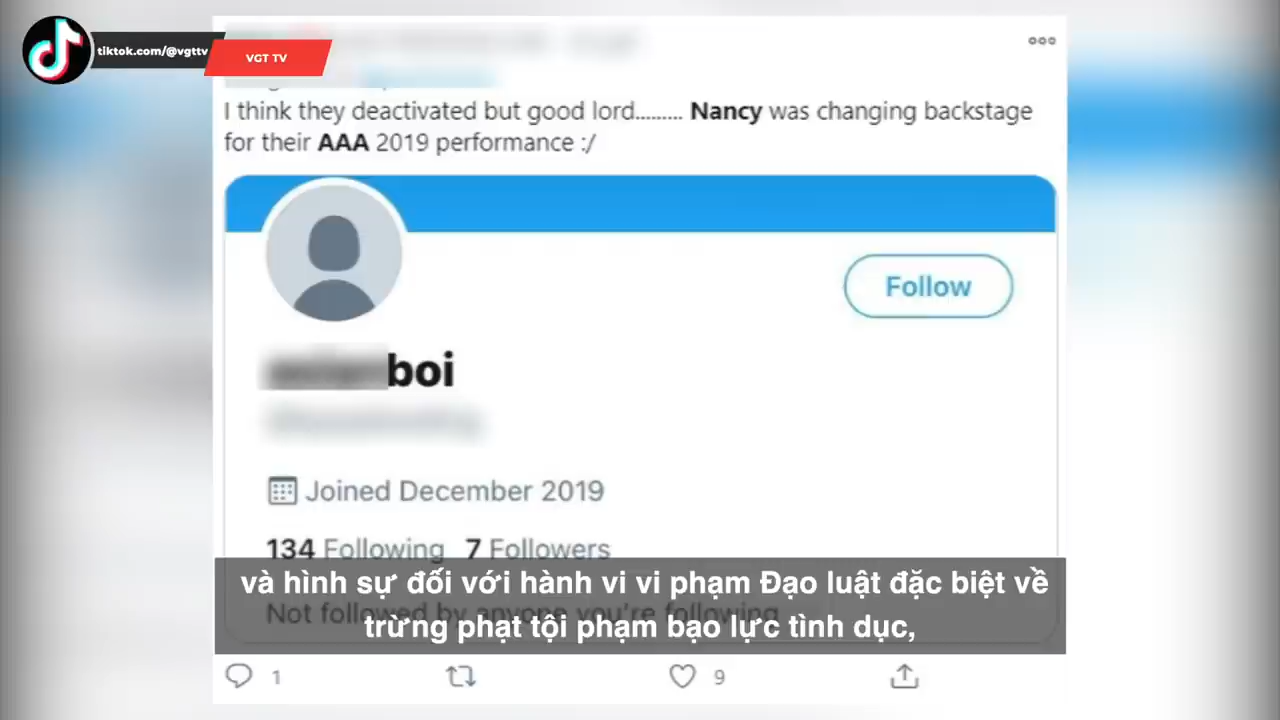 tiktok.com/@vgttv
VGT TV
I think they deactivated but good lord......... Nancy was changing backstage
for their AAA 2019 performance :/
Follow
boi
Joined December 2019
134 Following 7 Followers
Not followed by anyone you're following
và hình sự đối với hành vi vi phạm Đạo luật đặc biệt về
trừng phạt tội phạm bạo lực tình dục,
1
9